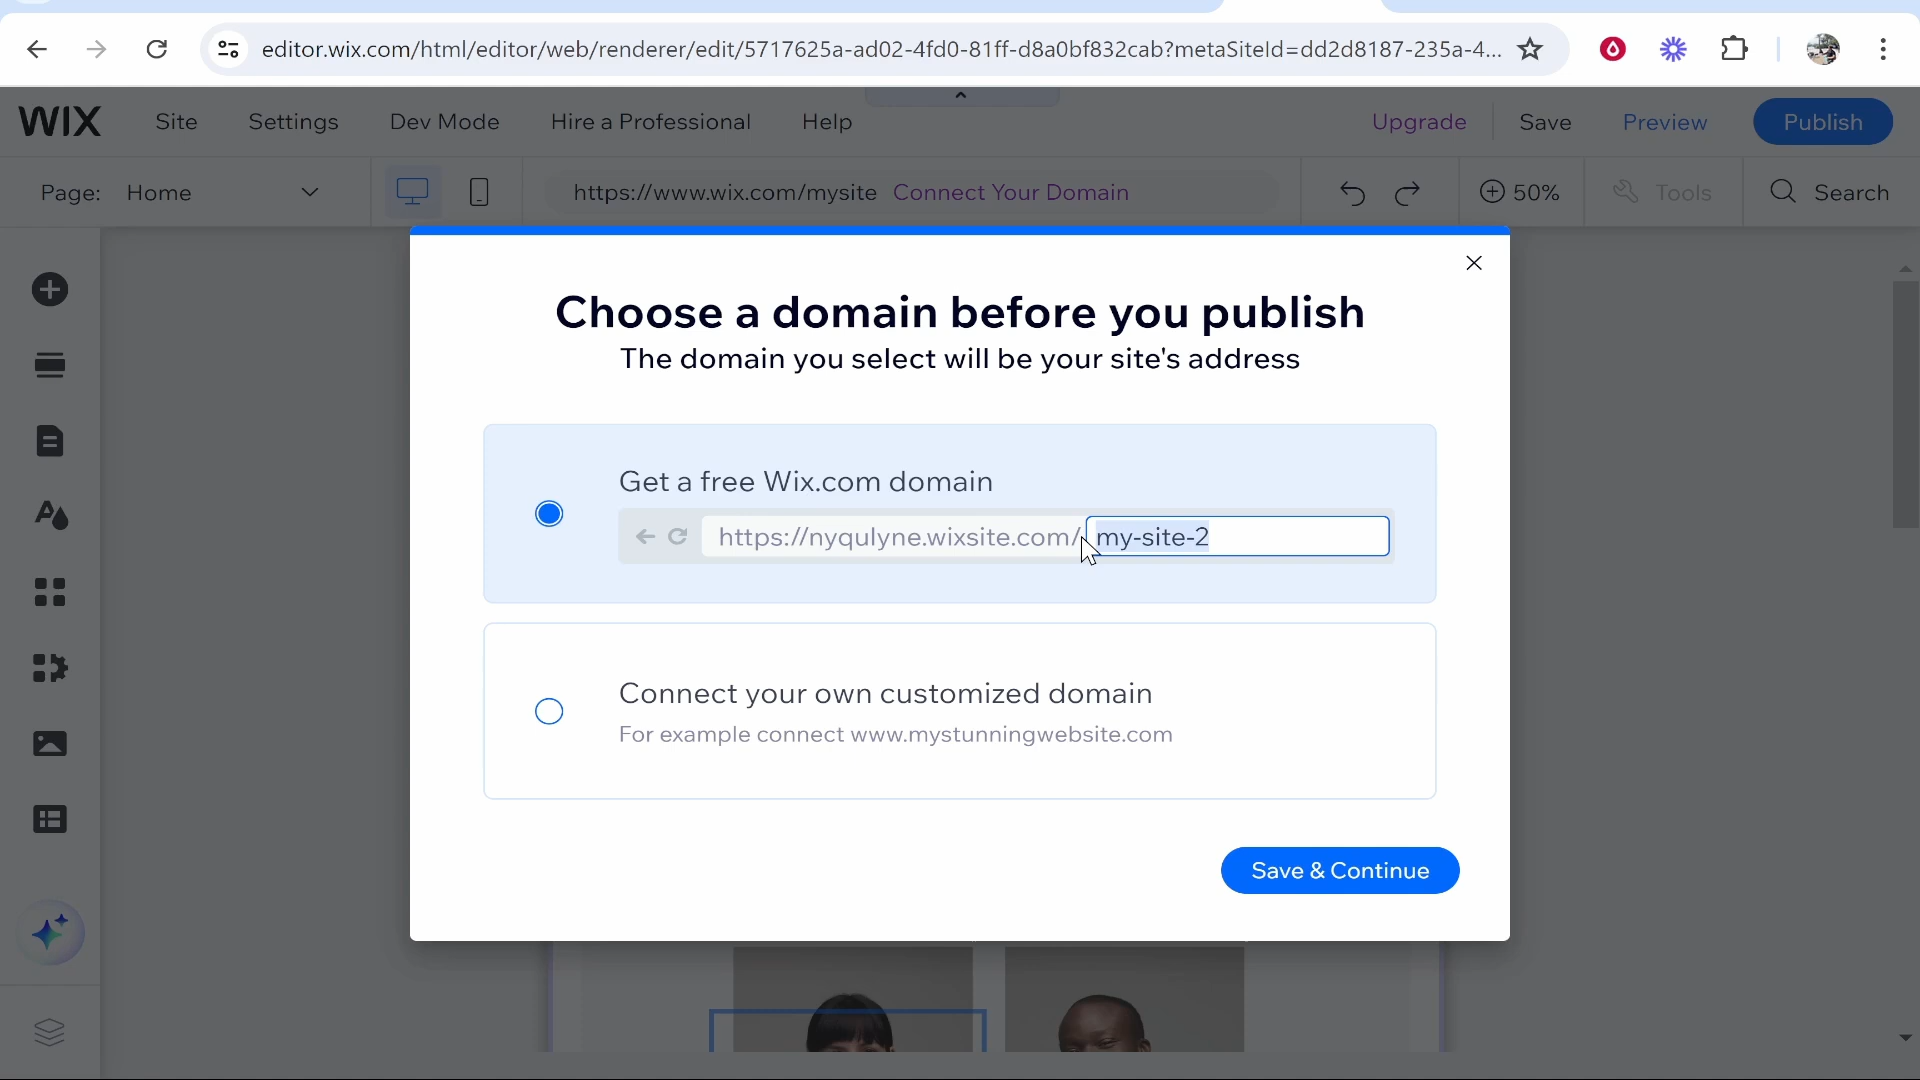 editor.wix.com/html/editor/web/renderer/edit/5717625a-ad02-4fd0-81ff-d8a0bf832cab?metaSiteId=dd2d8187-235a-4...
WIX Site Settings Dev Mode Hire a Professional Help Upgrade Save Preview Publish
Page: Home https://www.wix.com/mysite Connect Your Domain 50% Tools Search
Choose a domain before you publish
The domain you select will be your site's address
Get a free Wix.com domain
https://nyqulyne.wixsite.com/ my-site-2
Connect your own customized domain
For example connect www.mystunningwebsite.com
Save & Continue